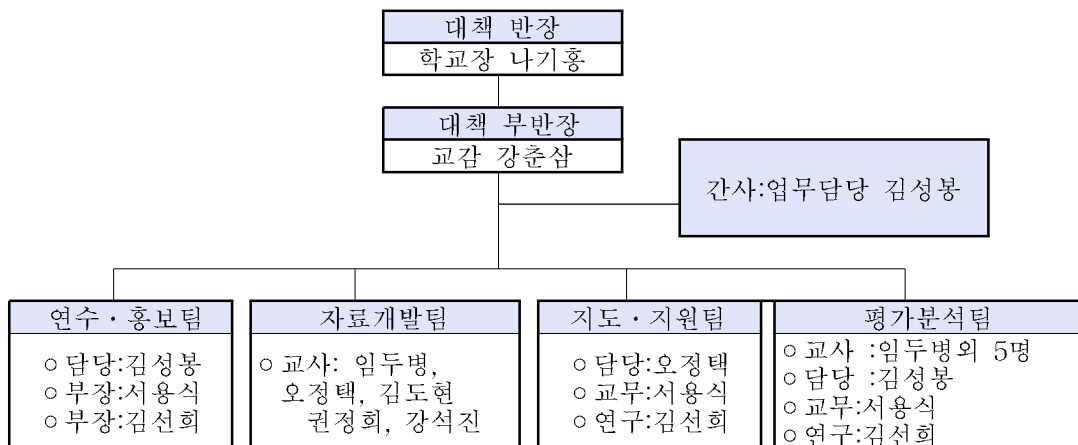 대책 반장
학교장 나기홍
대책 부반장
교감 강춘삼
간사:업무담당 김성봉
연수·홍보팀
○ 담당:김성봉
○ 부장:서용식
○ 부장:김선희
자료개발팀
○ 교사: 임두병,
오정택, 김도현
권정희, 강석진
지도·지원팀
○ 담당:오정택
○ 교무:서용식
○ 연구:김선희
평가분석팀
○ 교사 :임두병외 5명
○ 담당 :김성봉
○ 교무:서용식
○ 연구:김선희